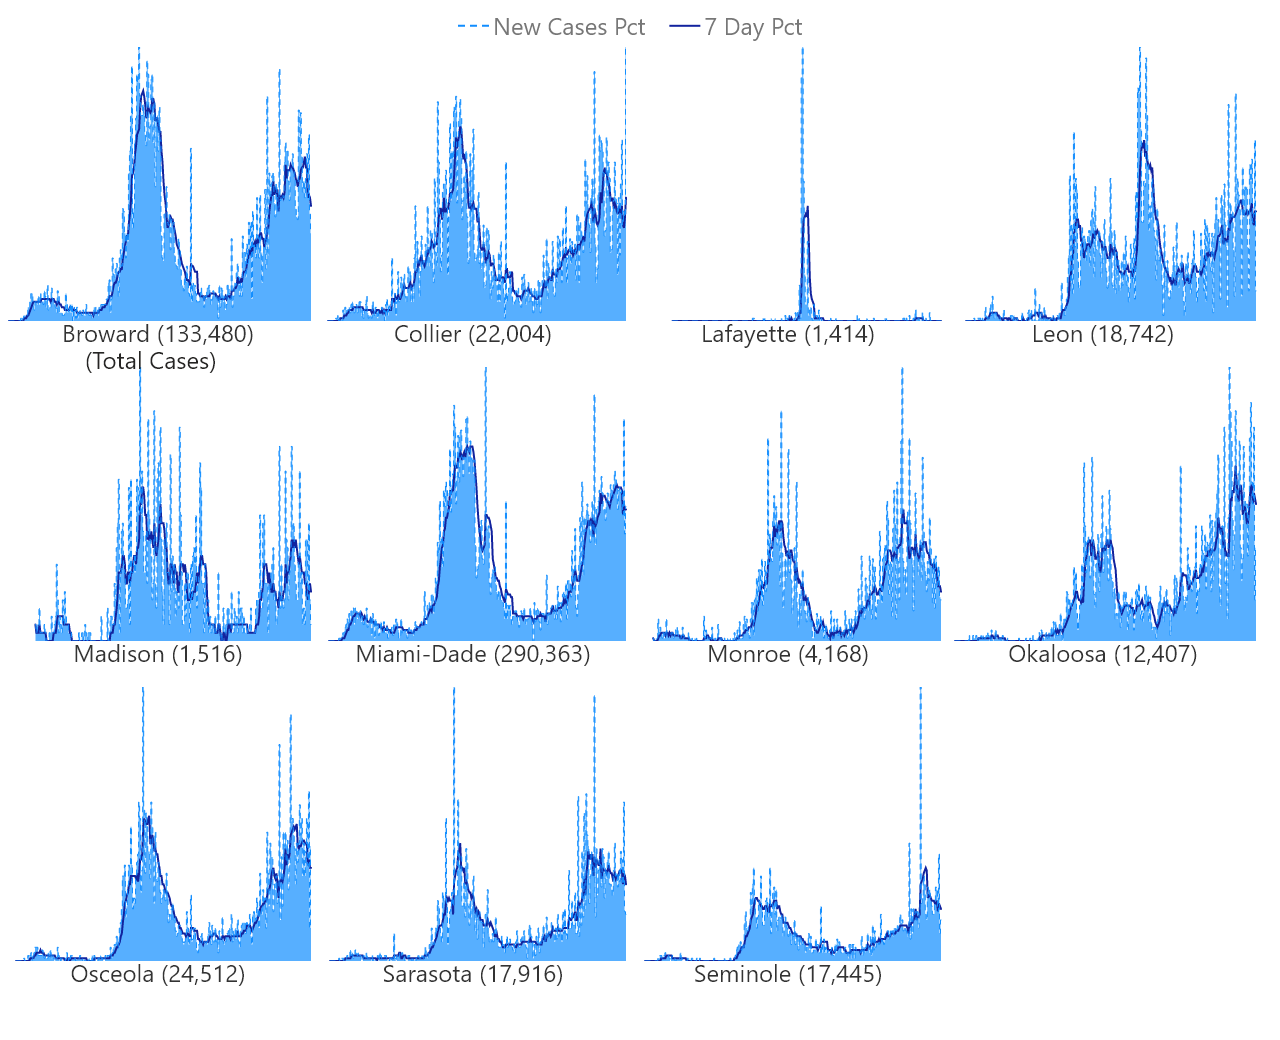 New Cases Pct 7 Day Pct
Broward (133,480) Collier (22,004) Lafayette (1,414) Leon (18,742)
(Total Cases)
Madison (1,516) Miami-Dade (290,363) Monroe (4,168) Okaloosa (12,407)
Osceola (24,512) Sarasota (17,916) Seminole (17,445)